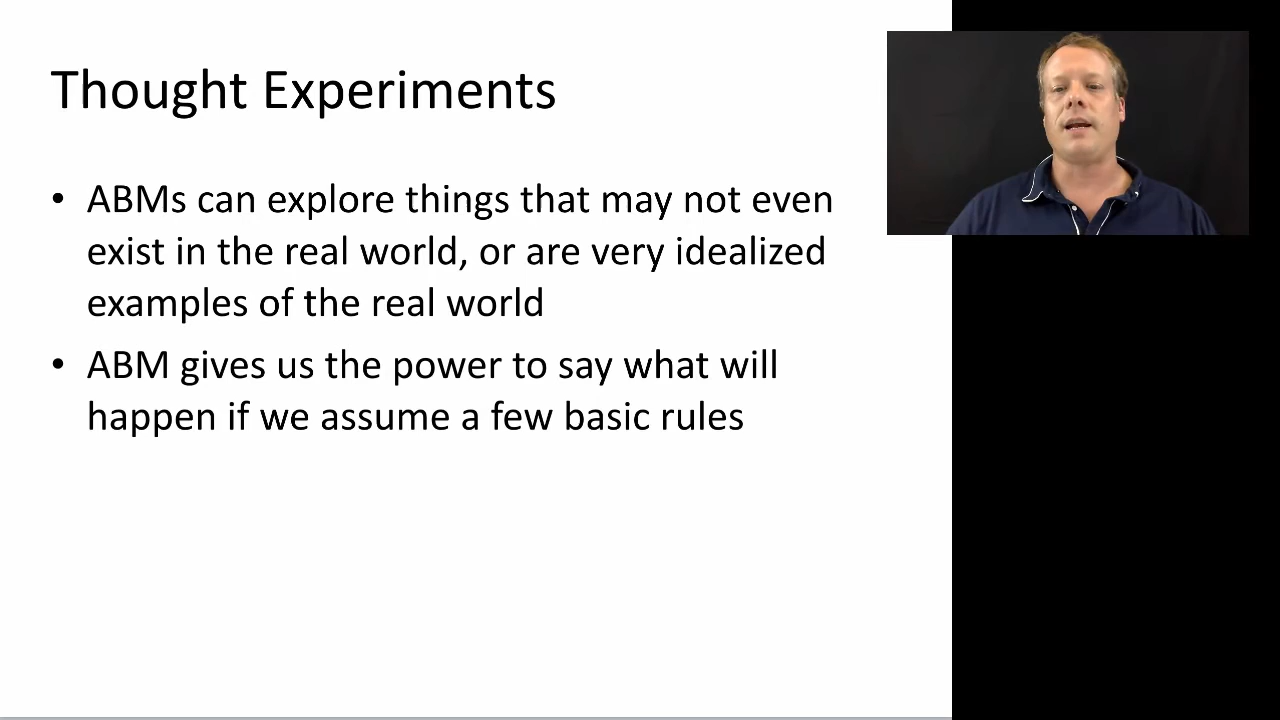 Thought Experiments
• ABMs can explore things that may not even
exist in the real world, or are very idealized
examples of the real world
• ABM gives us the power to say what will
happen if we assume a few basic rules